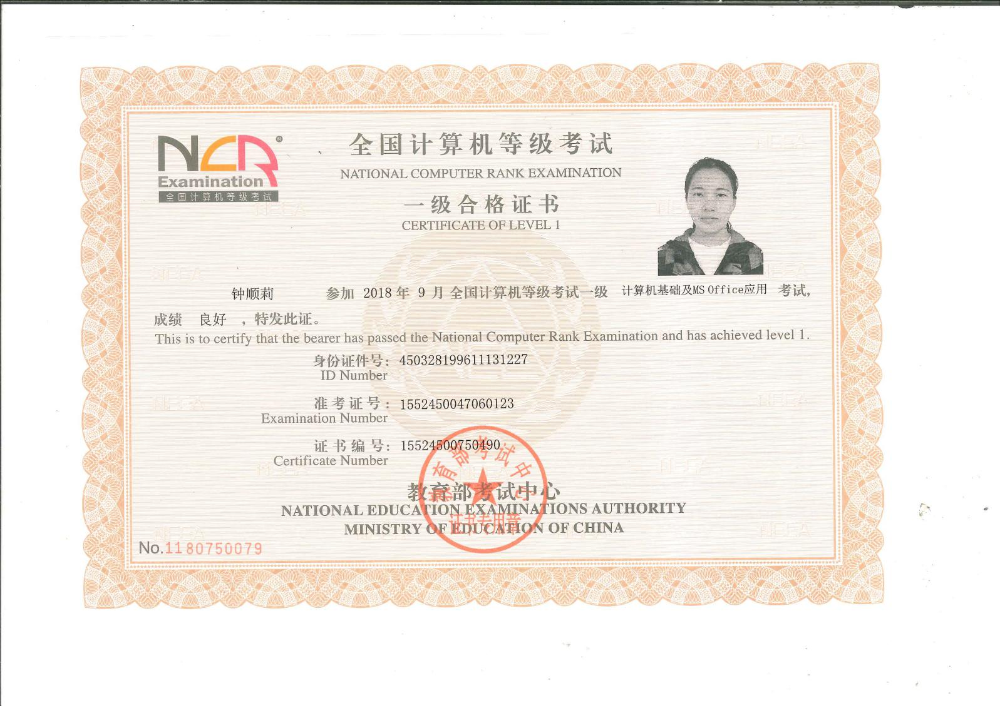 NCR®
Examination
全国计算机等级考试
全国计算机等级考试
NATIONAL COMPUTER RANK EXAMINATION
一级合格证书
CERTIFICATE OF LEVEL 1
钟顺莉 参加 2018 年 9 月 全国计算机等级考试一级 计算机基础及MS Office应用 考试,
成绩 良好 ，特发此证。
This is to certify that the bearer has passed the National Computer Rank Examination and has achieved level 1.
身份证件号: 450328199611131227
ID Number
准考证号: 1552450047060123
Examination Number
证书编号: 15524500750490
Certificate Number
教育部考试中心
教育部考试中心
NATIONAL EDUCATION EXAMINATIONS AUTHORITY
证书专用章
MINISTRY OF EDUCATION OF CHINA
No.1180750079